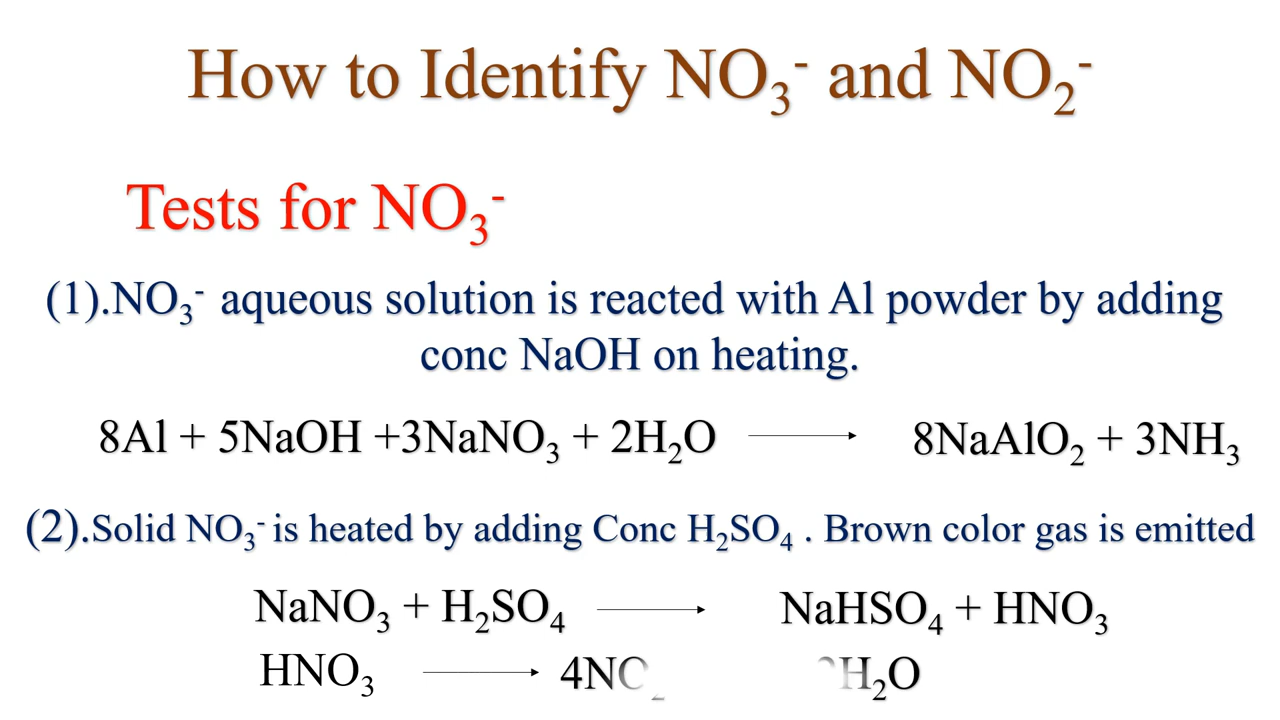 How to Identify NO₃⁻ and NO₂⁻
Tests for NO₃⁻
(1).NO₃⁻ aqueous solution is reacted with Al powder by adding
conc NaOH on heating.
8Al + 5NaOH +3NaNO₃ + 2H₂O ⟶ 8NaAlO₂ + 3NH₃
(2).Solid NO₃⁻ is heated by adding Conc H₂SO₄ . Brown color gas is emitted
NaNO₃ + H₂SO₄ ⟶ NaHSO₄ + HNO₃
HNO₃ ⟶ 4NO₂ H₂O